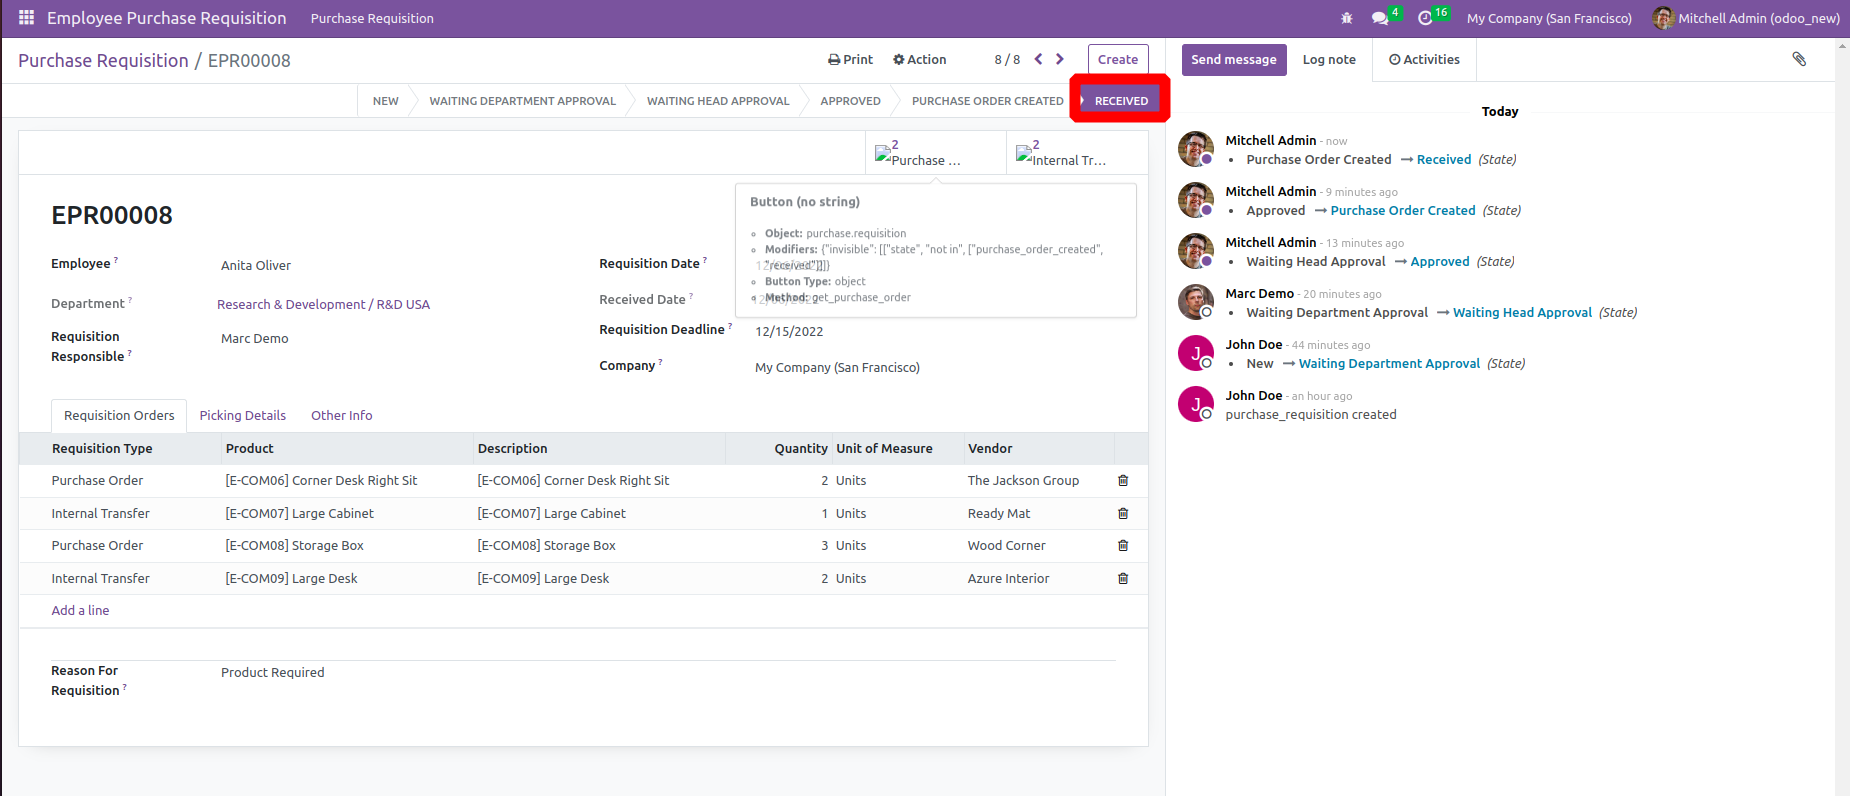 Employee Purchase Requisition Purchase Requisition 4 16 My Company (San Francisco) Mitchell Admin (odoo_new)
Purchase Requisition / EPR00008 Print Action 8 / 8 Create
NEW WAITING DEPARTMENT APPROVAL WAITING HEAD APPROVAL APPROVED PURCHASE ORDER CREATED RECEIVED
2 Purchase ...
2 Internal Tr...
EPR00008
Button (no string)
Object: purchase.requisition
Modifiers: {"invisible": [["state", "not in", ["purchase_order_created",
"received"]]]}
Button Type: object
Method: get_purchase_order
Employee ? Anita Oliver
Department ? Research & Development / R&D USA
Requisition
Responsible ? Marc Demo
Requisition Date ?
Received Date ?
Requisition Deadline ? 12/15/2022
Company ? My Company (San Francisco)
Requisition Orders Picking Details Other Info
Requisition Type Product Description Quantity Unit of Measure Vendor
Purchase Order [E-COM06] Corner Desk Right Sit [E-COM06] Corner Desk Right Sit 2 Units The Jackson Group
Internal Transfer [E-COM07] Large Cabinet [E-COM07] Large Cabinet 1 Units Ready Mat
Purchase Order [E-COM08] Storage Box [E-COM08] Storage Box 3 Units Wood Corner
Internal Transfer [E-COM09] Large Desk [E-COM09] Large Desk 2 Units Azure Interior
Add a line
Reason For
Requisition ? Product Required
Send message Log note Activities
Today
Mitchell Admin - now
Purchase Order Created → Received (State)
Mitchell Admin - 9 minutes ago
Approved → Purchase Order Created (State)
Mitchell Admin - 13 minutes ago
Waiting Head Approval → Approved (State)
Marc Demo - 20 minutes ago
Waiting Department Approval → Waiting Head Approval (State)
J John Doe - 44 minutes ago
New → Waiting Department Approval (State)
J John Doe - an hour ago
purchase_requisition created